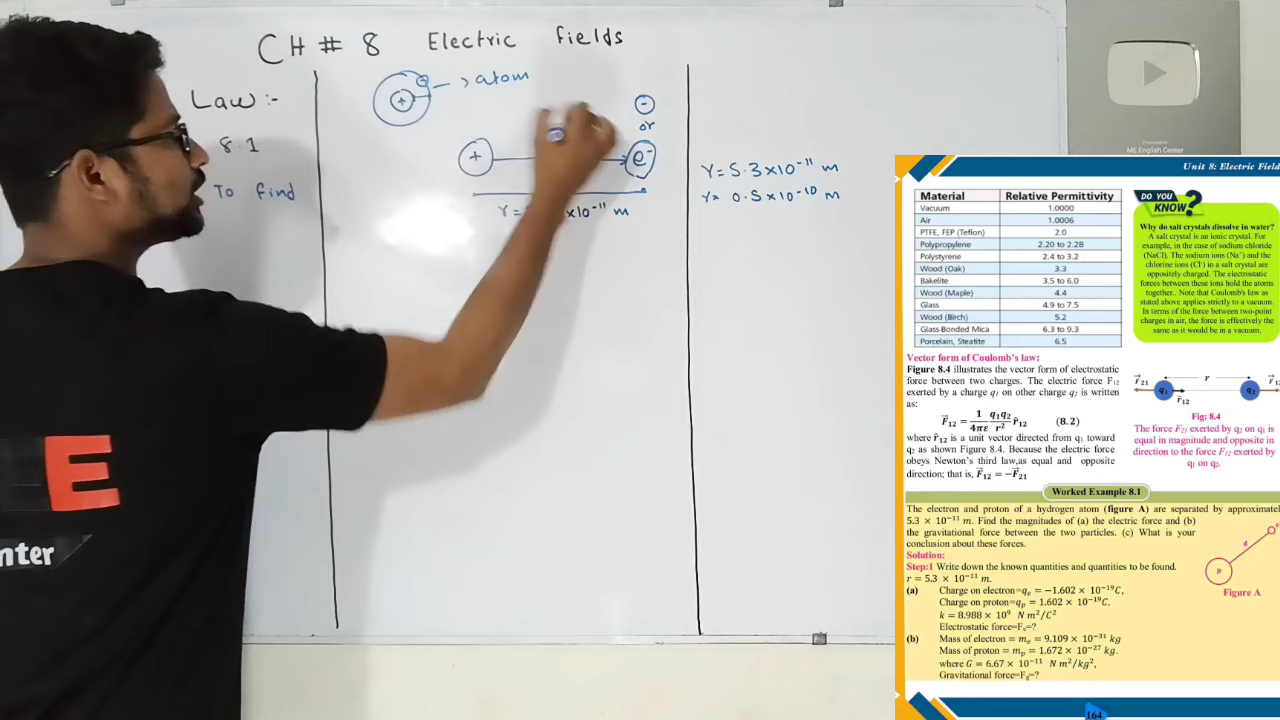 CH # 8 Electric fields
Law :-
8.1
To find
+
-
→ atom
-
or
+
e⁻
×10⁻¹¹ m
r = 5.3×10⁻¹¹ m
r = 0.5×10⁻¹⁰ m
E
nter
ME English Center
Unit 8: Electric Field
Material Relative Permittivity
Vacuum 1.0000
Air 1.0006
PTFE, FEP (Teflon) 2.0
Polypropylene 2.20 to 2.28
Polystyrene 2.4 to 3.2
Wood (Oak) 3.3
Bakelite 3.5 to 6.0
Wood (Maple) 4.4
Glass 4.9 to 7.5
Wood (Birch) 5.2
Glass-Bonded Mica 6.3 to 9.3
Porcelain, Steatite 6.5
DO YOU
KNOW?
Why do salt crystals dissolve in water?
A salt crystal is an ionic crystal. For
example, in the case of sodium chloride
(NaCl). The sodium ions (Na⁺) and the
chlorine ions (Cl⁻) in a salt crystal are
oppositely charged. The electrostatic
forces between these ions hold the atoms
together. Note that Coulomb's law as
stated above applies strictly to a vacuum.
In terms of the force between two-point
charges in air, the force is effectively the
same as it would be in a vacuum.
Vector form of Coulomb's law:
Figure 8.4 illustrates the vector form of electrostatic
force between two charges. The electric force F₁₂
exerted by a charge q₁ on other charge q₂ is written
as:
F⃗₁₂ = 1/4πε q₁q₂/r² r̂₁₂ (8.2)
where r̂₁₂ is a unit vector directed from q₁ toward
q₂ as shown Figure 8.4. Because the electric force
obeys Newton's third law,as equal and opposite
direction; that is, F⃗₁₂ = −F⃗₂₁
F⃗₂₁ q₁ r̂₁₂ r q₂
Fig: 8.4
The force F₂₁ exerted by q₂ on q₁ is
equal in magnitude and opposite in
direction to the force F₁₂ exerted by
q₁ on q₂.
Worked Example 8.1
The electron and proton of a hydrogen atom (figure A) are separated by approximate
5.3 × 10⁻¹¹ m. Find the magnitudes of (a) the electric force and (b)
the gravitational force between the two particles. (c) What is your
conclusion about these forces.
Solution:
Step:1 Write down the known quantities and quantities to be found.
r = 5.3 × 10⁻¹¹ m.
(a) Charge on electron=qₑ = −1.602 × 10⁻¹⁹C,
Charge on proton=qₚ = 1.602 × 10⁻¹⁹C,
k = 8.988 × 10⁹ N m²/C²
Electrostatic force=Fₑ=?
(b) Mass of electron = mₑ = 9.109 × 10⁻³¹ kg
Mass of proton = mₚ = 1.672 × 10⁻²⁷ kg.
where G = 6.67 × 10⁻¹¹ N m²/kg²,
Gravitational force=F_g=?
e
d
P
Figure A
164